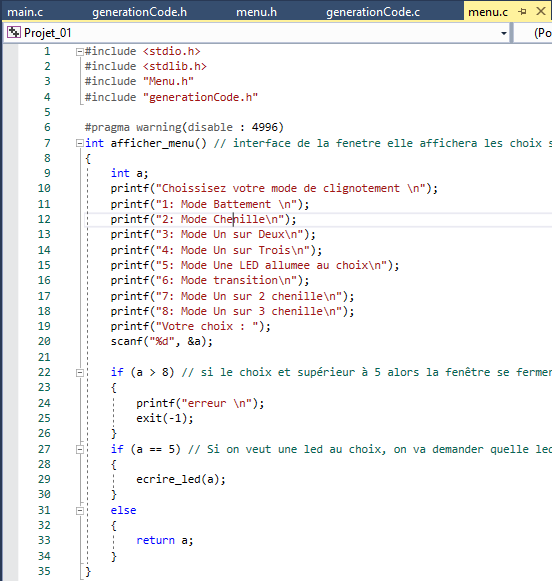 main.c generationCode.h menu.h generationCode.c menu.c
Projet_01 (Po
1 #include <stdio.h>
2 #include <stdlib.h>
3 #include "Menu.h"
4 #include "generationCode.h"
5
6 #pragma warning(disable : 4996)
7 int afficher_menu() // interface de la fenetre elle affichera les choix s
8 {
9 int a;
10 printf("Choissisez votre mode de clignotement \n");
11 printf("1: Mode Battement \n");
12 printf("2: Mode Chenille\n");
13 printf("3: Mode Un sur Deux\n");
14 printf("4: Mode Un sur Trois\n");
15 printf("5: Mode Une LED allumee au choix\n");
16 printf("6: Mode transition\n");
17 printf("7: Mode Un sur 2 chenille\n");
18 printf("8: Mode Un sur 3 chenille\n");
19 printf("Votre choix : ");
20 scanf("%d", &a);
21
22 if (a > 8) // si le choix et supérieur à 5 alors la fenêtre se fermer
23 {
24 printf("erreur \n");
25 exit(-1);
26 }
27 if (a == 5) // Si on veut une led au choix, on va demander quelle led
28 {
29 ecrire_led(a);
30 }
31 else
32 {
33 return a;
34 }
35 }